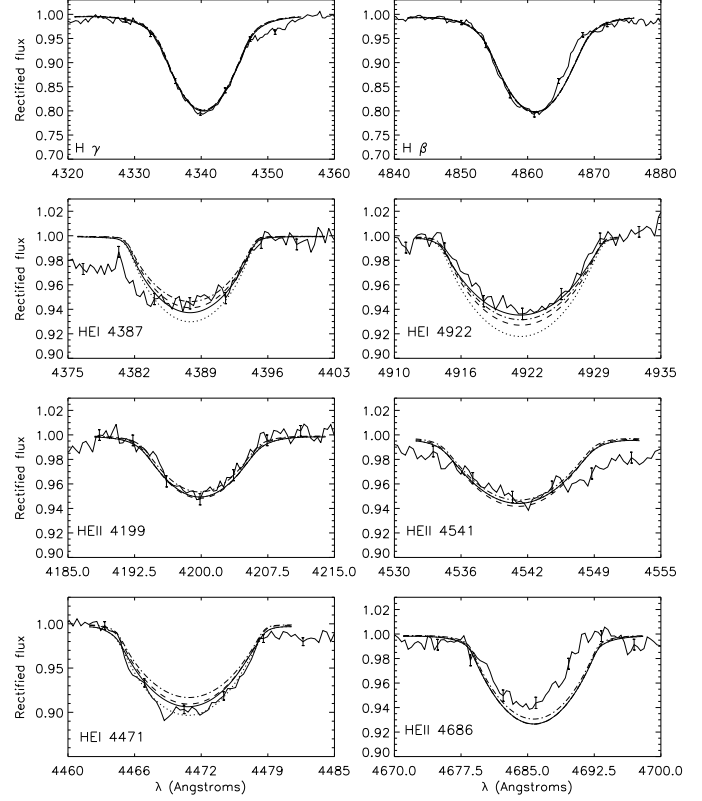 1.00
0.95
0.90
0.85
0.80
0.75
0.70
Rectified flux
H γ
4320 4330 4340 4350 4360
1.00
0.95
0.90
0.85
0.80
0.75
0.70
H β
4840 4850 4860 4870 4880
1.02
1.00
0.98
0.96
0.94
0.92
0.90
Rectified flux
HEI 4387
4375 4382 4389 4396 4403
1.02
1.00
0.98
0.96
0.94
0.92
0.90
HEI 4922
4910 4916 4922 4929 4935
1.02
1.00
0.98
0.96
0.94
0.92
0.90
Rectified flux
HEII 4199
4185.0 4192.5 4200.0 4207.5 4215.0
1.02
1.00
0.98
0.96
0.94
0.92
0.90
HEII 4541
4530 4536 4542 4549 4555
1.00
0.95
0.90
Rectified flux
HEI 4471
4460 4466 4472 4479 4485
λ (Angstroms)
1.02
1.00
0.98
0.96
0.94
0.92
0.90
HEII 4686
4670.0 4677.5 4685.0 4692.5 4700.0
λ (Angstroms)